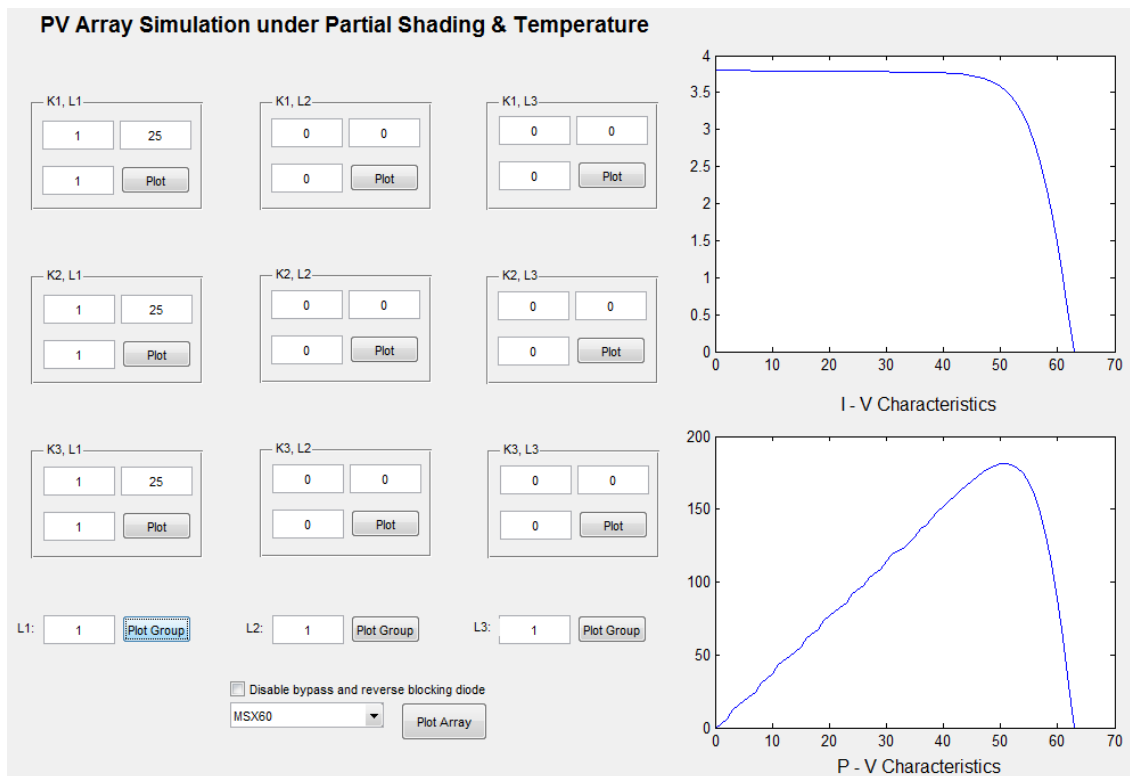 PV Array Simulation under Partial Shading & Temperature
K1, L1
1 25
1 Plot
K1, L2
0 0
0 Plot
K1, L3
0 0
0 Plot
K2, L1
1 25
1 Plot
K2, L2
0 0
0 Plot
K2, L3
0 0
0 Plot
K3, L1
1 25
1 Plot
K3, L2
0 0
0 Plot
K3, L3
0 0
0 Plot
L1: 1 Plot Group
L2: 1 Plot Group
L3: 1 Plot Group
Disable bypass and reverse blocking diode
MSX60
Plot Array
4
3.5
3
2.5
2
1.5
1
0.5
0
0 10 20 30 40 50 60 70
I - V Characteristics
200
150
100
50
0
0 10 20 30 40 50 60 70
P - V Characteristics